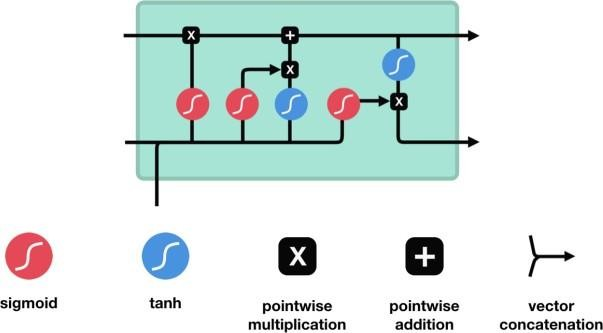 X
+
X
X
X
+
sigmoid
tanh
pointwise
multiplication
pointwise
addition
vector
concatenation